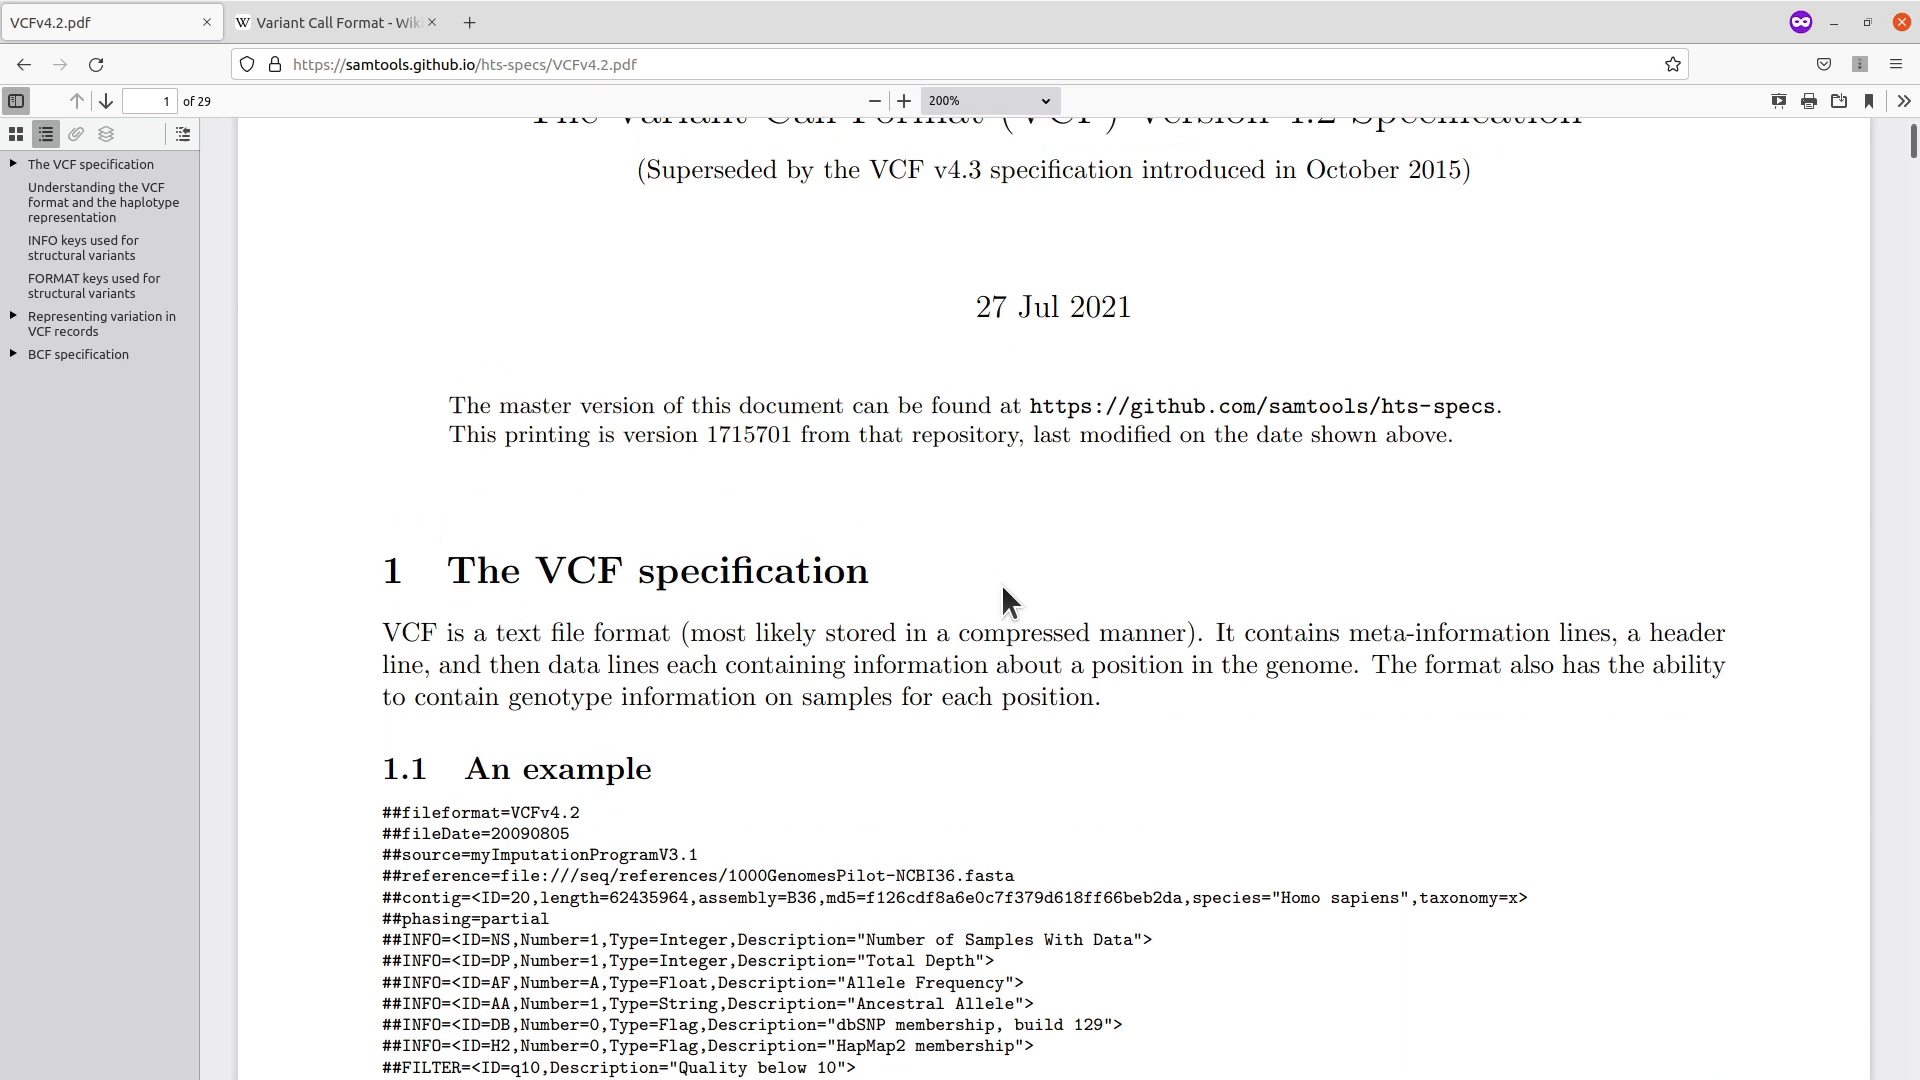 VCFv4.2.pdf
W Variant Call Format - Wiki
https://samtools.github.io/hts-specs/VCFv4.2.pdf
1 of 29
200%
The VCF specification
Understanding the VCF
format and the haplotype
representation
INFO keys used for
structural variants
FORMAT keys used for
structural variants
Representing variation in
VCF records
BCF specification
The Variant Call Format (VCF) Version 4.2 Specification
(Superseded by the VCF v4.3 specification introduced in October 2015)
27 Jul 2021
The master version of this document can be found at https://github.com/samtools/hts-specs.
This printing is version 1715701 from that repository, last modified on the date shown above.
1 The VCF specification
VCF is a text file format (most likely stored in a compressed manner). It contains meta-information lines, a header
line, and then data lines each containing information about a position in the genome. The format also has the ability
to contain genotype information on samples for each position.
1.1 An example
##fileformat=VCFv4.2
##fileDate=20090805
##source=myImputationProgramV3.1
##reference=file:///seq/references/1000GenomesPilot-NCBI36.fasta
##contig=<ID=20,length=62435964,assembly=B36,md5=f126cdf8a6e0c7f379d618ff66beb2da,species="Homo sapiens",taxonomy=x>
##phasing=partial
##INFO=<ID=NS,Number=1,Type=Integer,Description="Number of Samples With Data">
##INFO=<ID=DP,Number=1,Type=Integer,Description="Total Depth">
##INFO=<ID=AF,Number=A,Type=Float,Description="Allele Frequency">
##INFO=<ID=AA,Number=1,Type=String,Description="Ancestral Allele">
##INFO=<ID=DB,Number=0,Type=Flag,Description="dbSNP membership, build 129">
##INFO=<ID=H2,Number=0,Type=Flag,Description="HapMap2 membership">
##FILTER=<ID=q10,Description="Quality below 10">